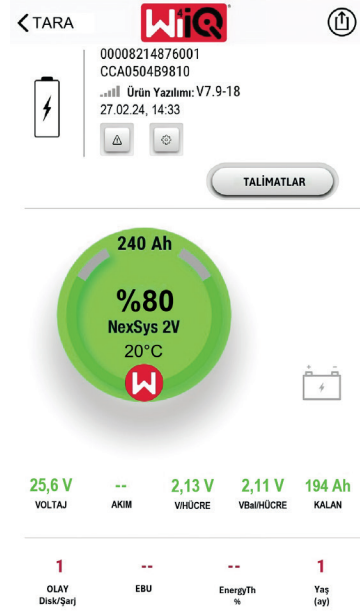 TARA
WiiQ
00008214876001
CCA0504B9810
Ürün Yazılımı: V7.9-18
27.02.24, 14:33
TALİMATLAR
240 Ah
%80
NexSys 2V
20°C
25,6 V -- 2,13 V 2,11 V 194 Ah
VOLTAJ AKIM V/HÜCRE VBal/HÜCRE KALAN
1 -- -- 1
OLAY EBU EnergyTh Yaş
Disk/Şarj % (ay)